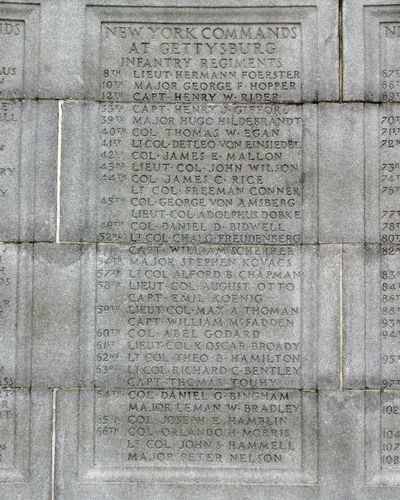 NEW YORK COMMANDS
AT GETTYSBURG
INFANTRY REGIMENTS
8TH LIEUT HERMANN FOERSTER
10TH MAJOR GEORGE F. HOPPER
12TH CAPT. HENRY W. RIDER
33RD CAPT. HENRY J. GIFFORD
39TH MAJOR HUGO HILDEBRANDT
40TH COL. THOMAS W. EGAN
41ST LT. COL. DETLEO VON EINSIEDEL
42ND COL. JAMES E. MALLON
43RD LIEUT. COL. JOHN WILSON
44TH COL. JAMES C. RICE
LT. COL. FREEMAN CONNER
45TH COL. GEORGE VON AMSBERG
LIEUT. COL. ADOLPHUS DOBKE
49TH COL. DANIEL D. BIDWELL
52ND LT. COL. CHA'S G. FREUDENBERG
CAPT. WILLIAM SCHERRER
54TH MAJOR STEPHEN KOVACS
57TH LT. COL. ALFORD B. CHAPMAN
58TH LIEUT. COL. AUGUST OTTO
CAPT. EMIL KOENIG
59TH LIEUT. COL. MAX A. THOMAN
CAPT. WILLIAM McFADDEN
60TH COL. ABEL GODARD
61ST LIEUT. COL. K. OSCAR BROADY
62ND LT. COL. THEO. B. HAMILTON
63RD LT. COL. RICHARD C. BENTLEY
CAPT. THOMAS TOUHY
64TH COL. DANIEL G. BINGHAM
MAJOR LEMAN W. BRADLEY
65TH COL. JOSEPH E. HAMBLIN
66TH COL. ORLANDO H. MORRIS
LT. COL. JOHN S. HAMMELL
MAJOR PETER NELSON